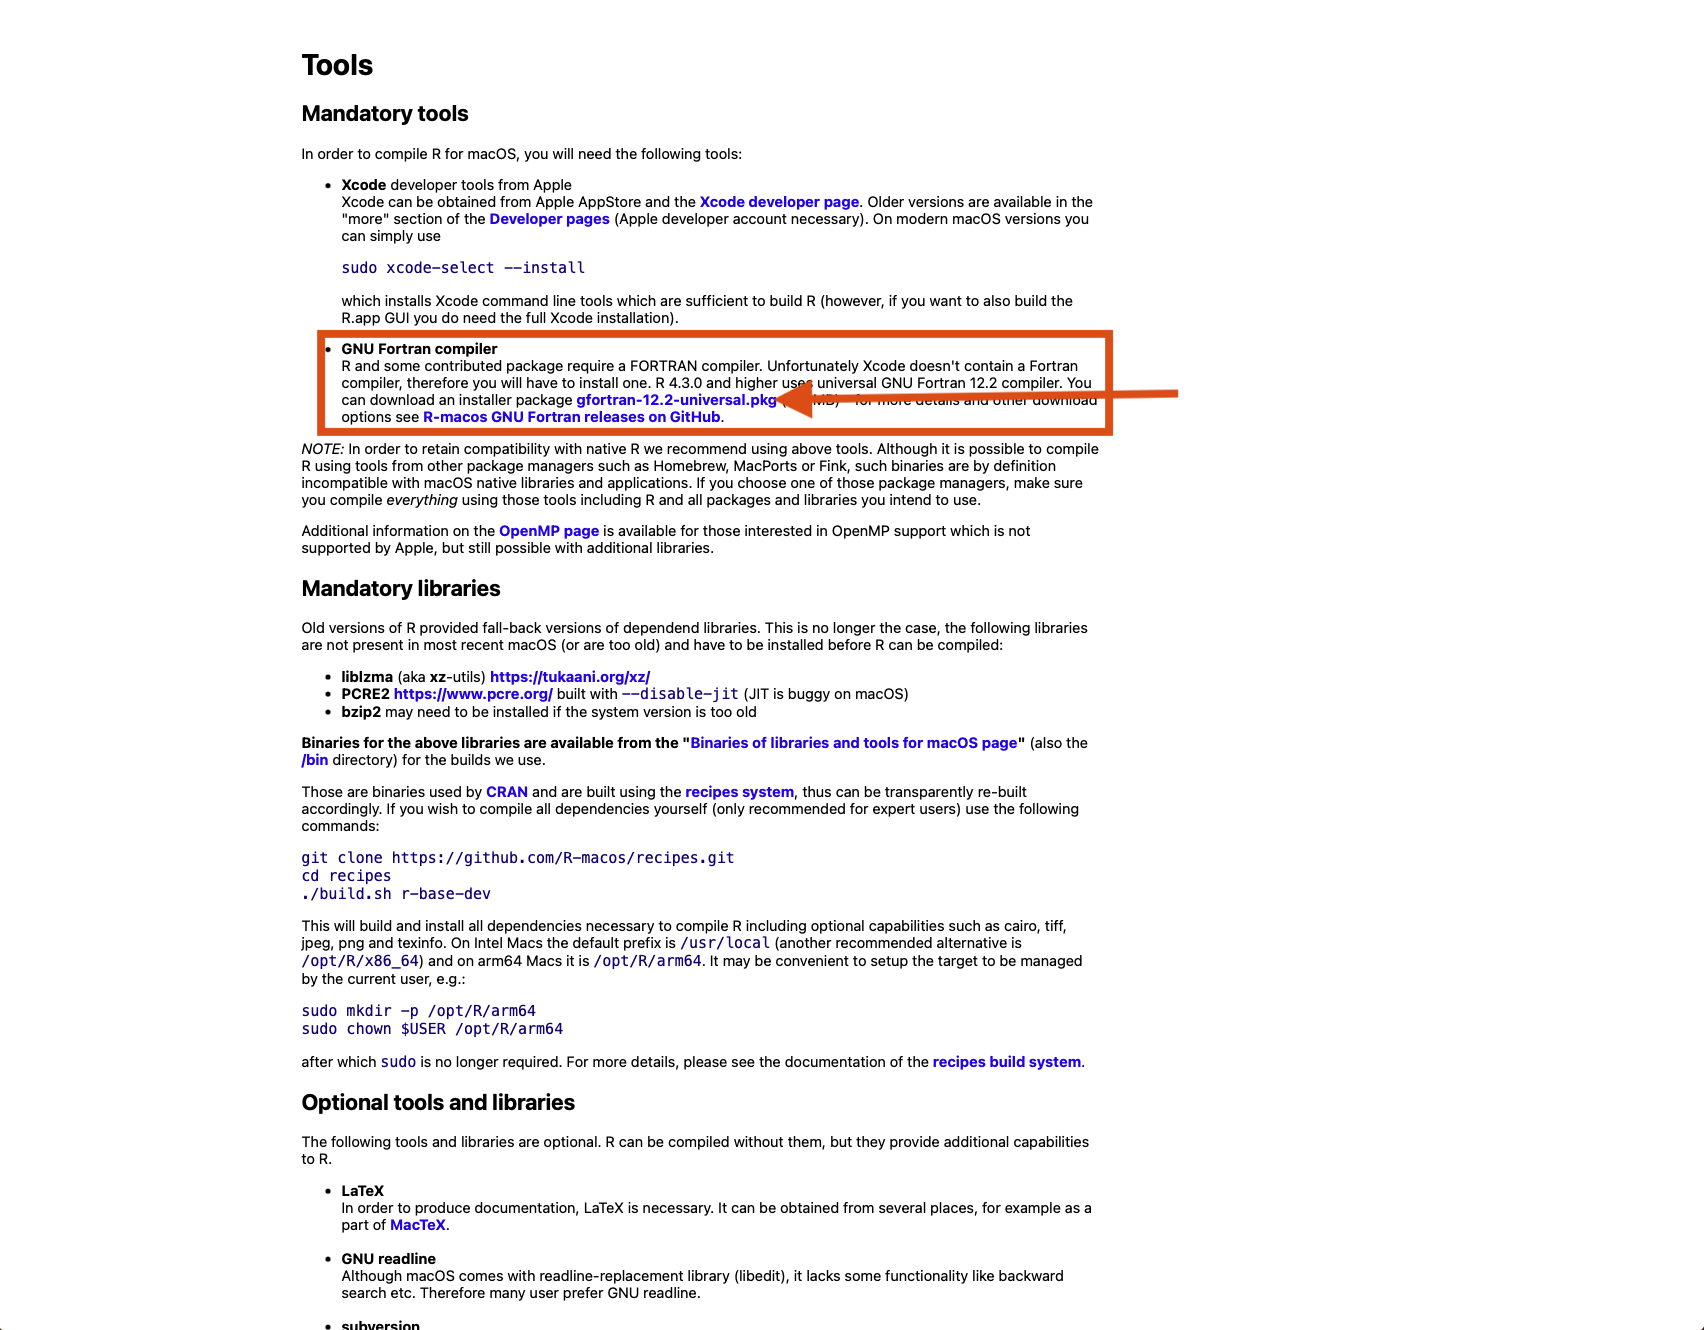 Tools
Mandatory tools
In order to compile R for macOS, you will need the following tools:
• Xcode developer tools from Apple
Xcode can be obtained from Apple AppStore and the Xcode developer page. Older versions are available in the
"more" section of the Developer pages (Apple developer account necessary). On modern macOS versions you
can simply use
sudo xcode-select --install
which installs Xcode command line tools which are sufficient to build R (however, if you want to also build the
R.app GUI you do need the full Xcode installation).
• GNU Fortran compiler
R and some contributed package require a FORTRAN compiler. Unfortunately Xcode doesn't contain a Fortran
compiler, therefore you will have to install one. R 4.3.0 and higher uses universal GNU Fortran 12.2 compiler. You
can download an installer package gfortran-12.2-universal.pkg - for more details and other download
options see R-macos GNU Fortran releases on GitHub.
NOTE: In order to retain compatibility with native R we recommend using above tools. Although it is possible to compile
R using tools from other package managers such as Homebrew, MacPorts or Fink, such binaries are by definition
incompatible with macOS native libraries and applications. If you choose one of those package managers, make sure
you compile everything using those tools including R and all packages and libraries you intend to use.
Additional information on the OpenMP page is available for those interested in OpenMP support which is not
supported by Apple, but still possible with additional libraries.
Mandatory libraries
Old versions of R provided fall-back versions of dependend libraries. This is no longer the case, the following libraries
are not present in most recent macOS (or are too old) and have to be installed before R can be compiled:
• liblzma (aka xz-utils) https://tukaani.org/xz/
• PCRE2 https://www.pcre.org/ built with --disable-jit (JIT is buggy on macOS)
• bzip2 may need to be installed if the system version is too old
Binaries for the above libraries are available from the "Binaries of libraries and tools for macOS page" (also the
/bin directory) for the builds we use.
Those are binaries used by CRAN and are built using the recipes system, thus can be transparently re-built
accordingly. If you wish to compile all dependencies yourself (only recommended for expert users) use the following
commands:
git clone https://github.com/R-macos/recipes.git
cd recipes
./build.sh r-base-dev
This will build and install all dependencies necessary to compile R including optional capabilities such as cairo, tiff,
jpeg, png and texinfo. On Intel Macs the default prefix is /usr/local (another recommended alternative is
/opt/R/x86_64) and on arm64 Macs it is /opt/R/arm64. It may be convenient to setup the target to be managed
by the current user, e.g.:
sudo mkdir -p /opt/R/arm64
sudo chown $USER /opt/R/arm64
after which sudo is no longer required. For more details, please see the documentation of the recipes build system.
Optional tools and libraries
The following tools and libraries are optional. R can be compiled without them, but they provide additional capabilities
to R.
• LaTeX
In order to produce documentation, LaTeX is necessary. It can be obtained from several places, for example as a
part of MacTeX.
• GNU readline
Although macOS comes with readline-replacement library (libedit), it lacks some functionality like backward
search etc. Therefore many user prefer GNU readline.
• subversion